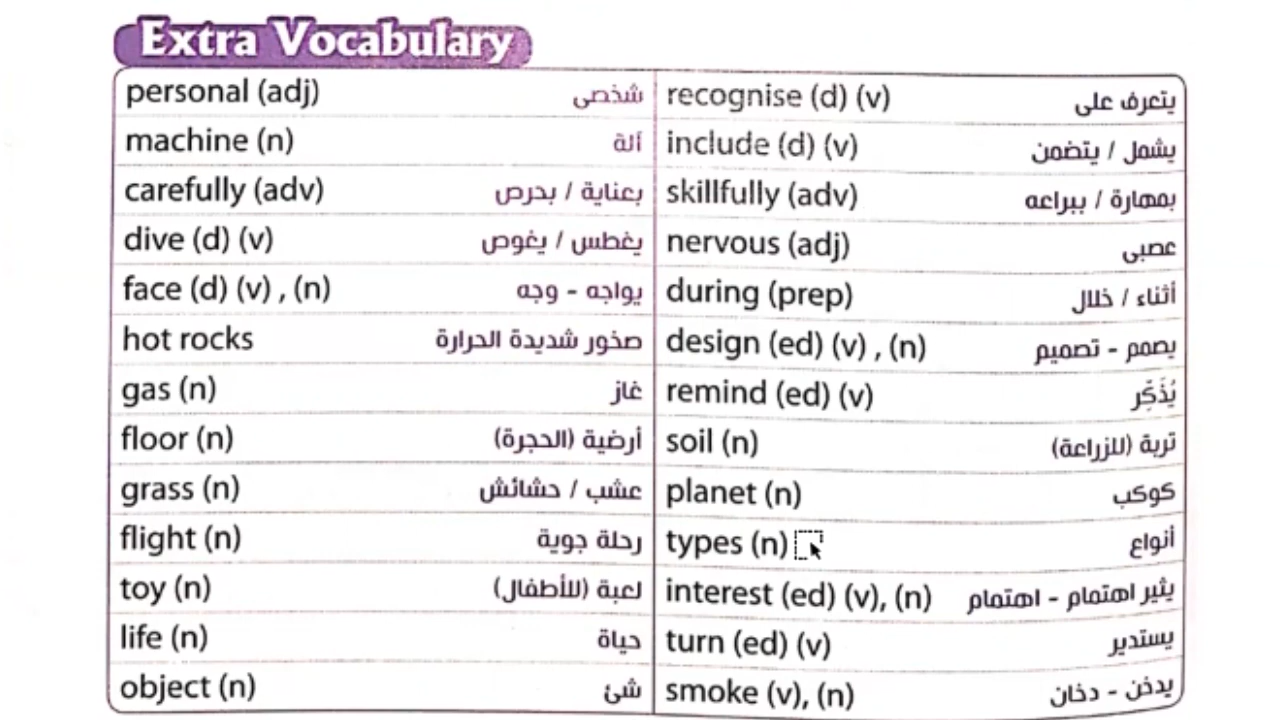 Extra Vocabulary
personal (adj) شخصى
machine (n) آلة
carefully (adv) بعناية / بحرص
dive (d) (v) يغطس / يغوص
face (d) (v) , (n) يواجه - وجه
hot rocks صخور شديدة الحرارة
gas (n) غاز
floor (n) أرضية (الحجرة)
grass (n) عشب / حشائش
flight (n) رحلة جوية
toy (n) لعبة (للأطفال)
life (n) حياة
object (n) شئ
recognise (d) (v) يتعرف على
include (d) (v) يشمل / يتضمن
skillfully (adv) بمهارة / ببراعه
nervous (adj) عصبى
during (prep) أثناء / خلال
design (ed) (v) , (n) يصمم - تصميم
remind (ed) (v) يُذَكِّر
soil (n) تربة (للزراعة)
planet (n) كوكب
types (n) أنواع
interest (ed) (v), (n) يثير اهتمام - اهتمام
turn (ed) (v) يستدير
smoke (v), (n) يدخن - دخان